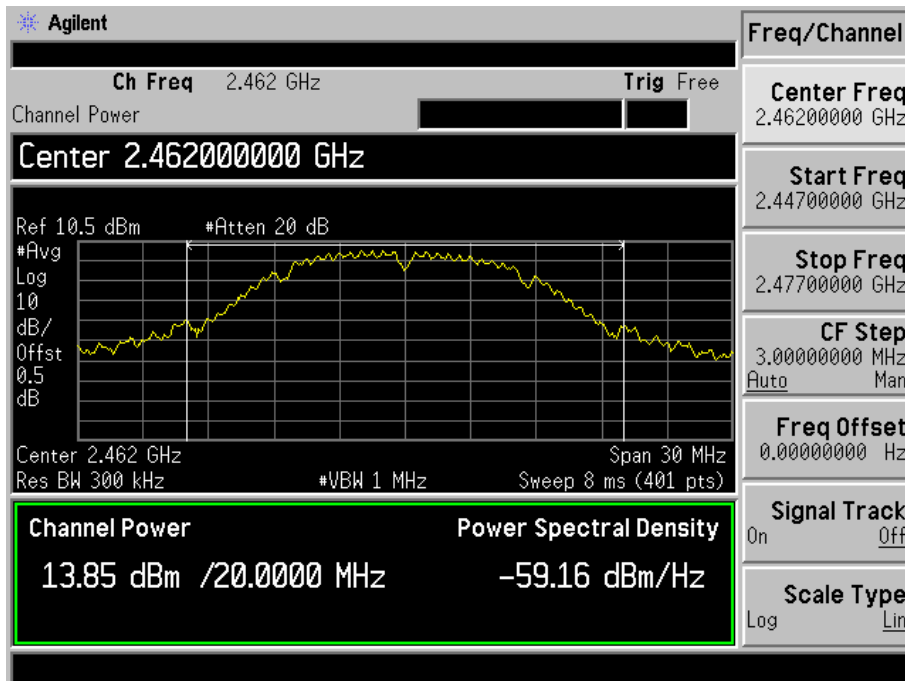 Agilent
Freq/Channel
Ch Freq 2.462 GHz Trig Free
Channel Power
Center 2.462000000 GHz
Ref 10.5 dBm #Atten 20 dB
#Avg
Log
10
dB/
Offst
0.5
dB
Center 2.462 GHz Span 30 MHz
Res BW 300 kHz #VBW 1 MHz Sweep 8 ms (401 pts)
Channel Power Power Spectral Density
13.85 dBm /20.0000 MHz -59.16 dBm/Hz
Center Freq
2.46200000 GHz
Start Freq
2.44700000 GHz
Stop Freq
2.47700000 GHz
CF Step
3.00000000 MHz
Auto Man
Freq Offset
0.00000000 Hz
Signal Track
On Off
Scale Type
Log Lin